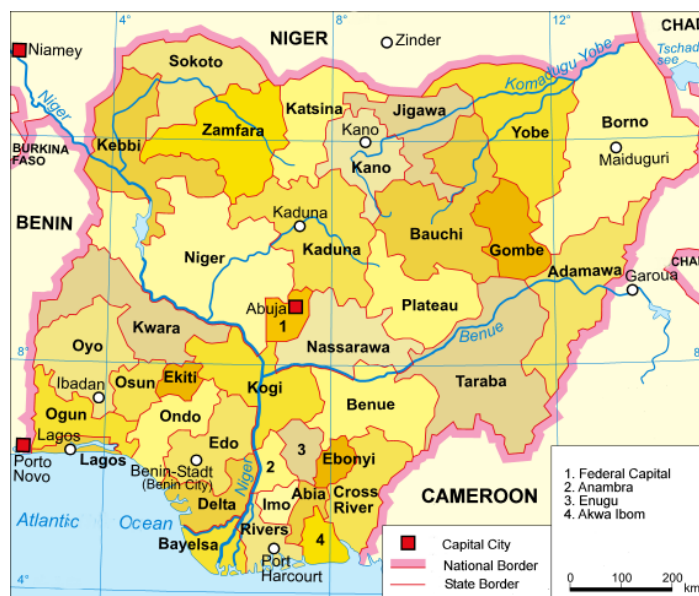 4°
8°
12°
NIGER
Zinder
CHAD
Tschad-
see
Niamey
Sokoto
Komadugu Yobe
Niger
Katsina
Jigawa
Zamfara
Yobe
Borno
Kebbi
Kano
Kano
Maiduguri
BURKINA
FASO
BENIN
Kaduna
Bauchi
Gombe
Niger
Kaduna
Adamawa
CHAD
Garoua
Abuja
1
Plateau
Kwara
Benue
Nassarawa
Oyo
8°
Taraba
Ibadan
Osun
Ekiti
Kogi
Benue
Ogun
Ondo
Lagos
Edo
3
Lagos
Porto
Novo
Benin-Stadt
(Benin City)
Niger
2
Ebonyi
Delta
Imo
Abia
Cross
River
CAMEROON
Atlantic Ocean
Bayelsa
Rivers
4
Port
Harcourt
4°
1. Federal Capital
2. Anambra
3. Enugu
4. Akwa Ibom
Capital City
National Border
State Border
0 100 200
km